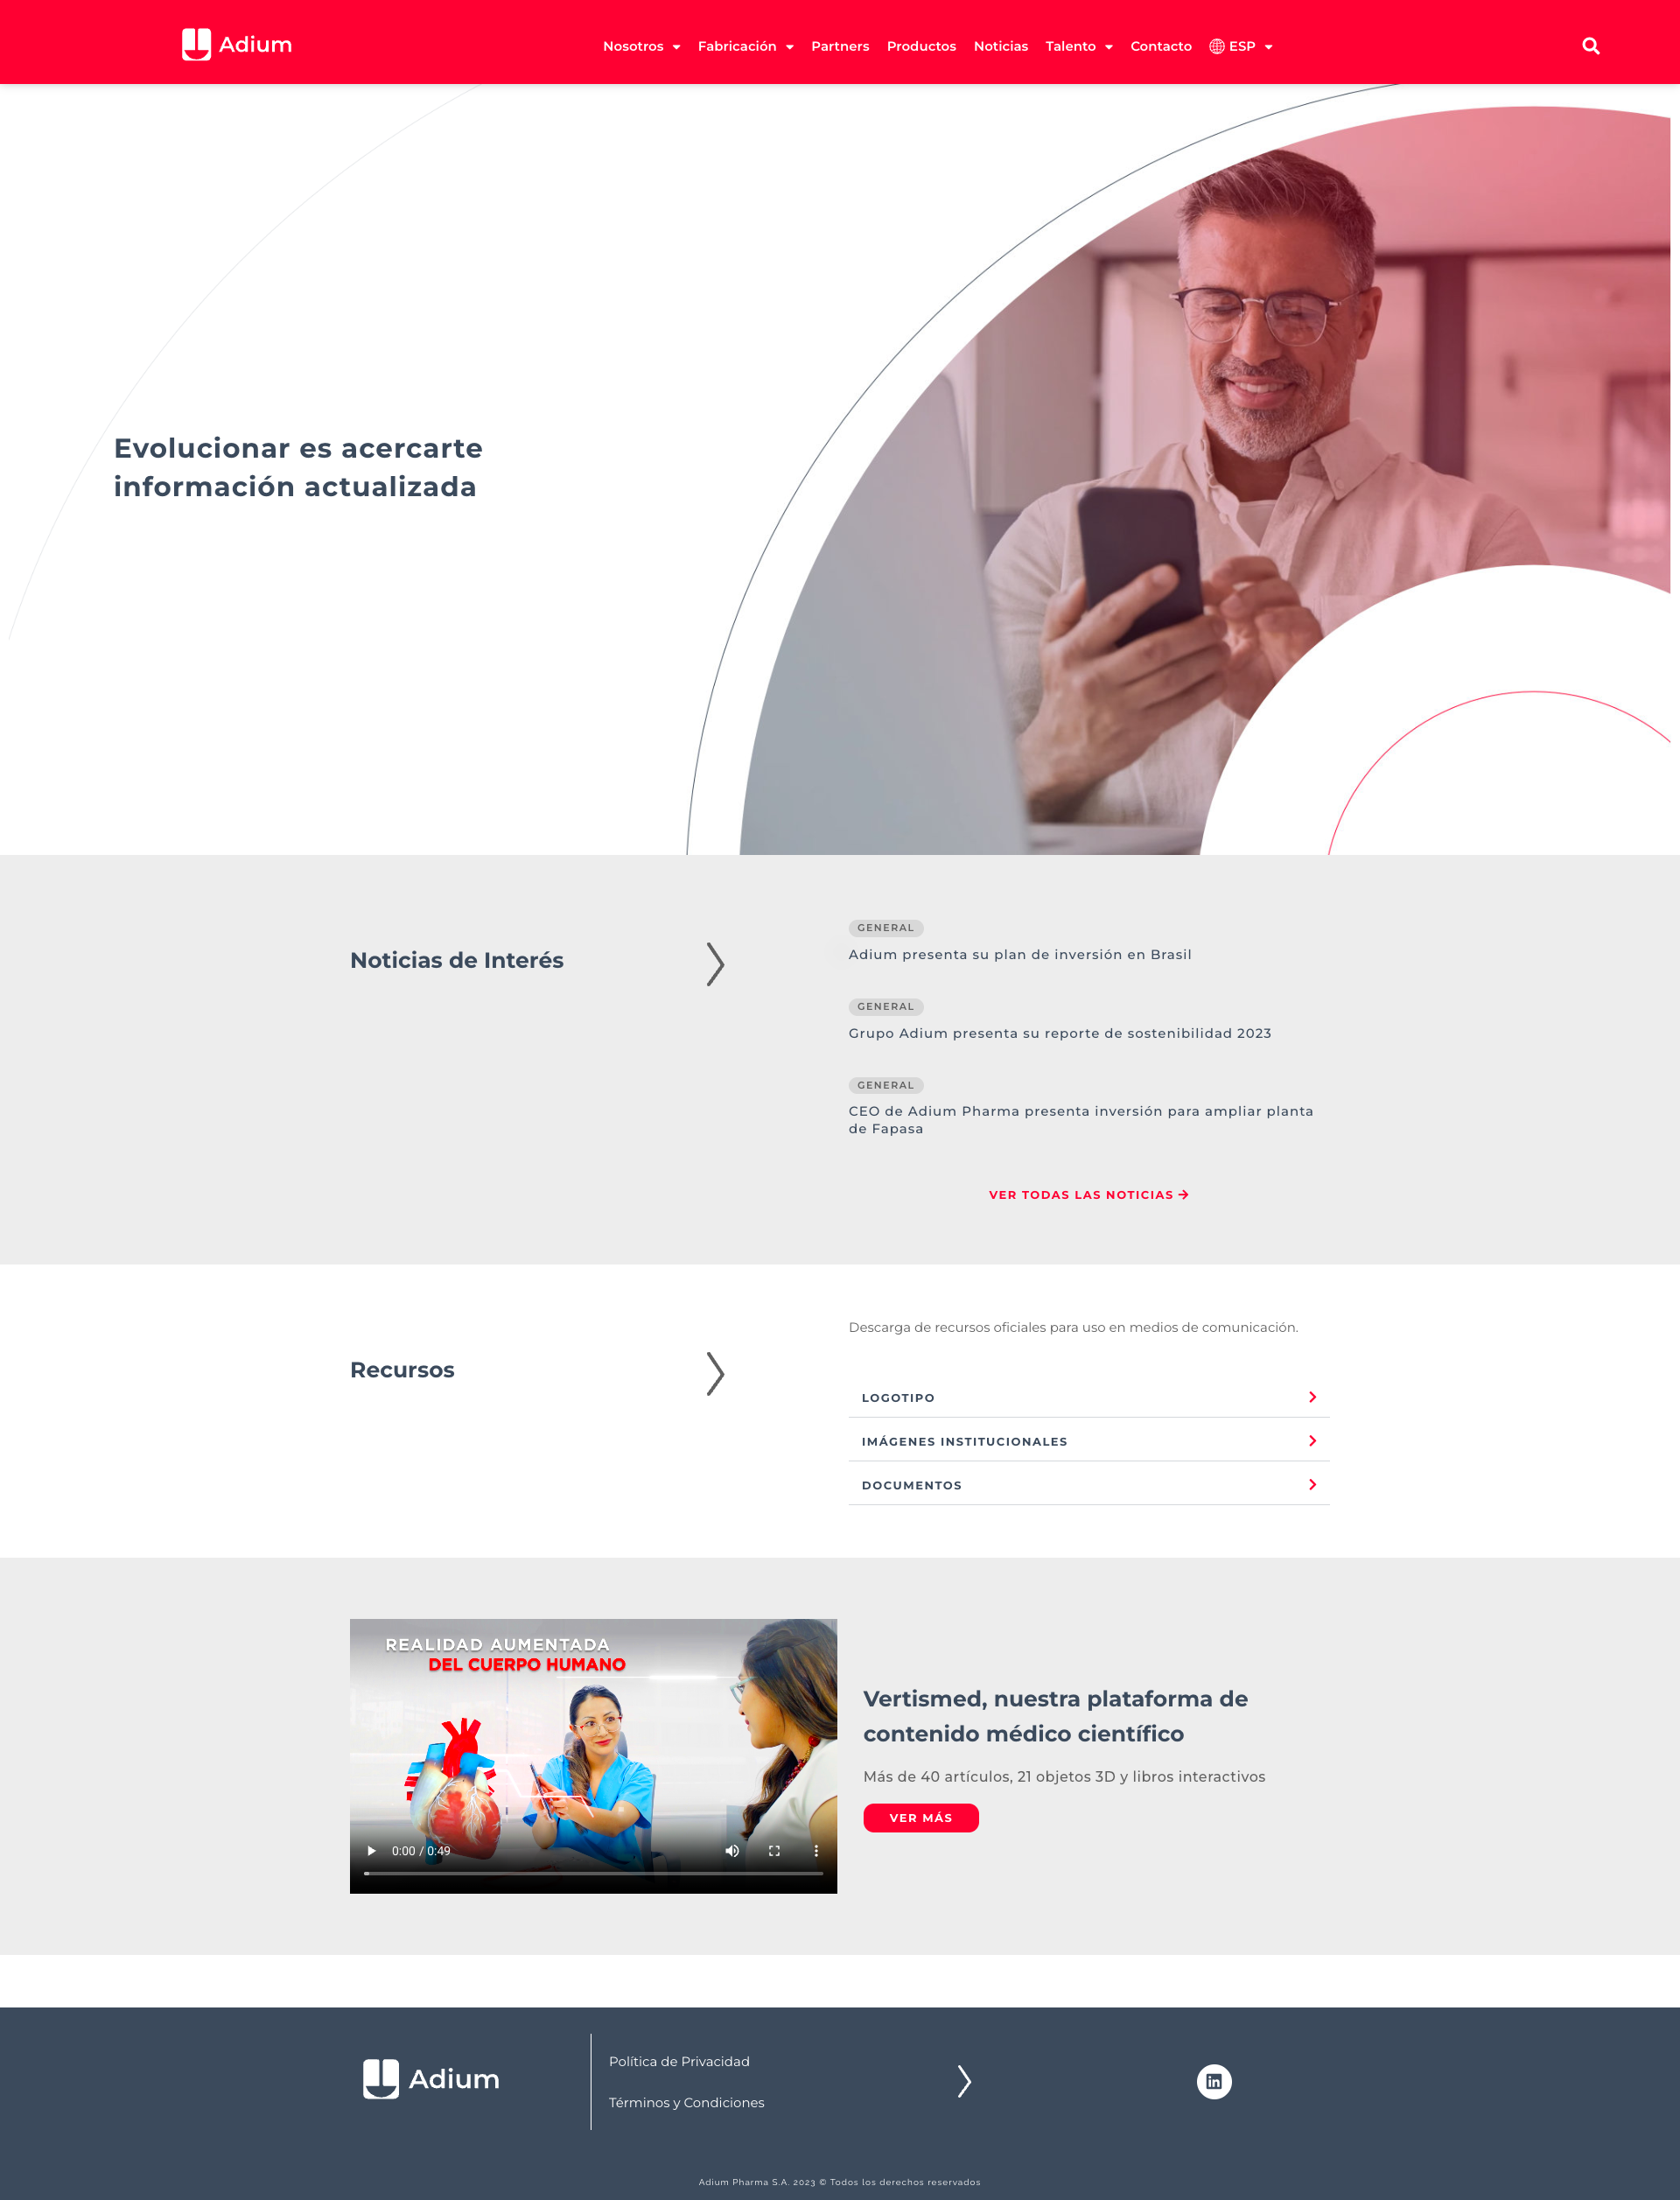 Adium
Nosotros
Fabricación
Partners
Productos
Noticias
Talento
Contacto
ESP
Evolucionar es acercarte
información actualizada
Noticias de Interés
GENERAL
Adium presenta su plan de inversión en Brasil
GENERAL
Grupo Adium presenta su reporte de sostenibilidad 2023
GENERAL
CEO de Adium Pharma presenta inversión para ampliar planta
de Fapasa
VER TODAS LAS NOTICIAS
Recursos
Descarga de recursos oficiales para uso en medios de comunicación.
LOGOTIPO
IMÁGENES INSTITUCIONALES
DOCUMENTOS
REALIDAD AUMENTADA
DEL CUERPO HUMANO
0:00 / 0:49
Vertismed, nuestra plataforma de
contenido médico científico
Más de 40 artículos, 21 objetos 3D y libros interactivos
VER MÁS
Adium
Política de Privacidad
Términos y Condiciones
in
Adium Pharma S.A. 2023 © Todos los derechos reservados